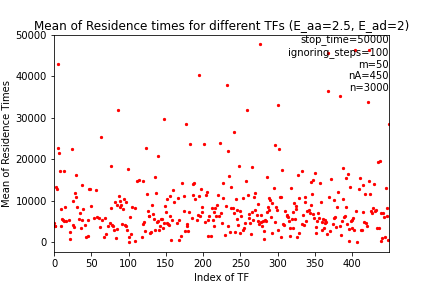 Mean of Residence times for different TFs (E_aa=2.5, E_ad=2)
stop_time=50000
ignoring_steps=100
m=50
nA=450
n=3000
50000
40000
30000
20000
10000
0
Mean of Residence Times
0 50 100 150 200 250 300 350 400
Index of TF